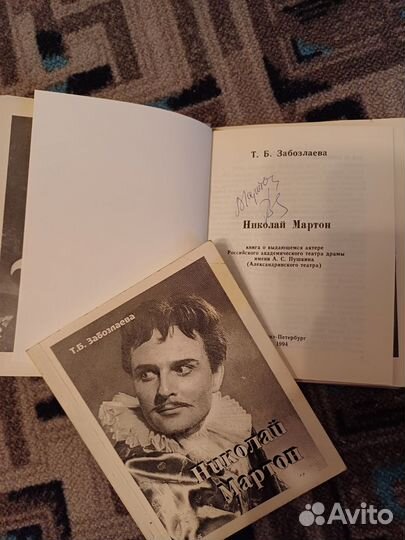 Т. Б. Забозлаева
Мартон
Николай Мартон
книга о выдающемся актере
Российского академического театра драмы
имени А. С. Пушкина
(Александринского театра)
Петербург
1994
Т.Б. Забозлаева
Николай
Мартон
Avito